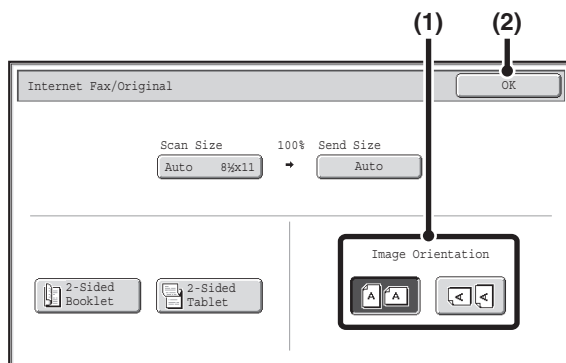 (1) (2)
Internet Fax/Original OK
Scan Size 100% Send Size
Auto 8½x11 Auto
Image Orientation
2-Sided
Booklet
2-Sided
Tablet
A A A A